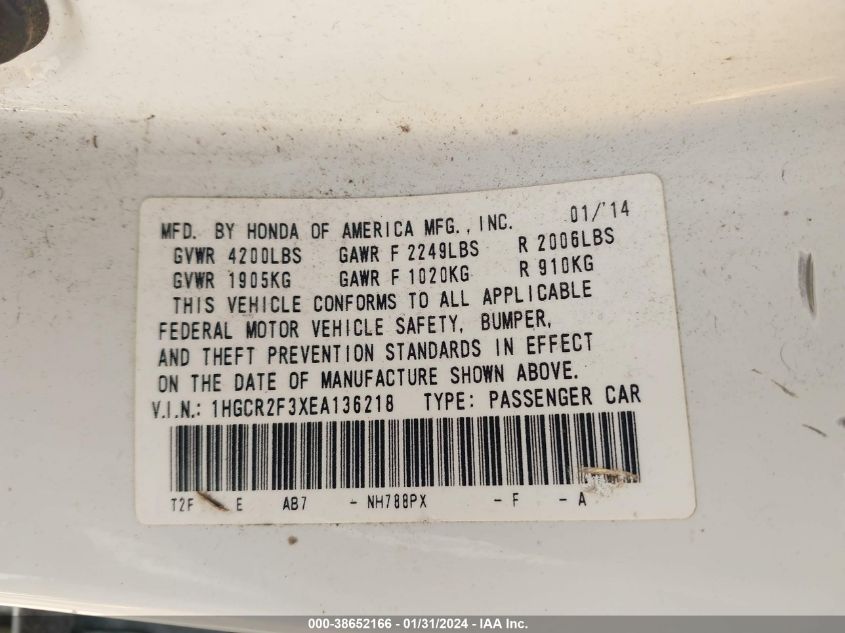 MFD. BY HONDA OF AMERICA MFG., INC. 01/'14
GVWR 4200LBS GAWR F 2249LBS R 2006LBS
GVWR 1905KG GAWR F 1020KG R 910KG
THIS VEHICLE CONFORMS TO ALL APPLICABLE
FEDERAL MOTOR VEHICLE SAFETY, BUMPER,
AND THEFT PREVENTION STANDARDS IN EFFECT
ON THE DATE OF MANUFACTURE SHOWN ABOVE.
V.I.N.: 1HGCR2F3XEA136218 TYPE: PASSENGER CAR
T2F E AB7 - NH788PX - F - A
000-38652166 - 01/31/2024 - IAA Inc.